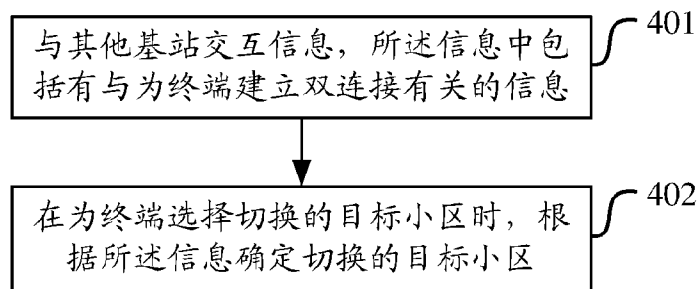 与其他基站交互信息，所述信息中包
括有与为终端建立双连接有关的信息
401
在为终端选择切换的目标小区时，根
据所述信息确定切换的目标小区
402